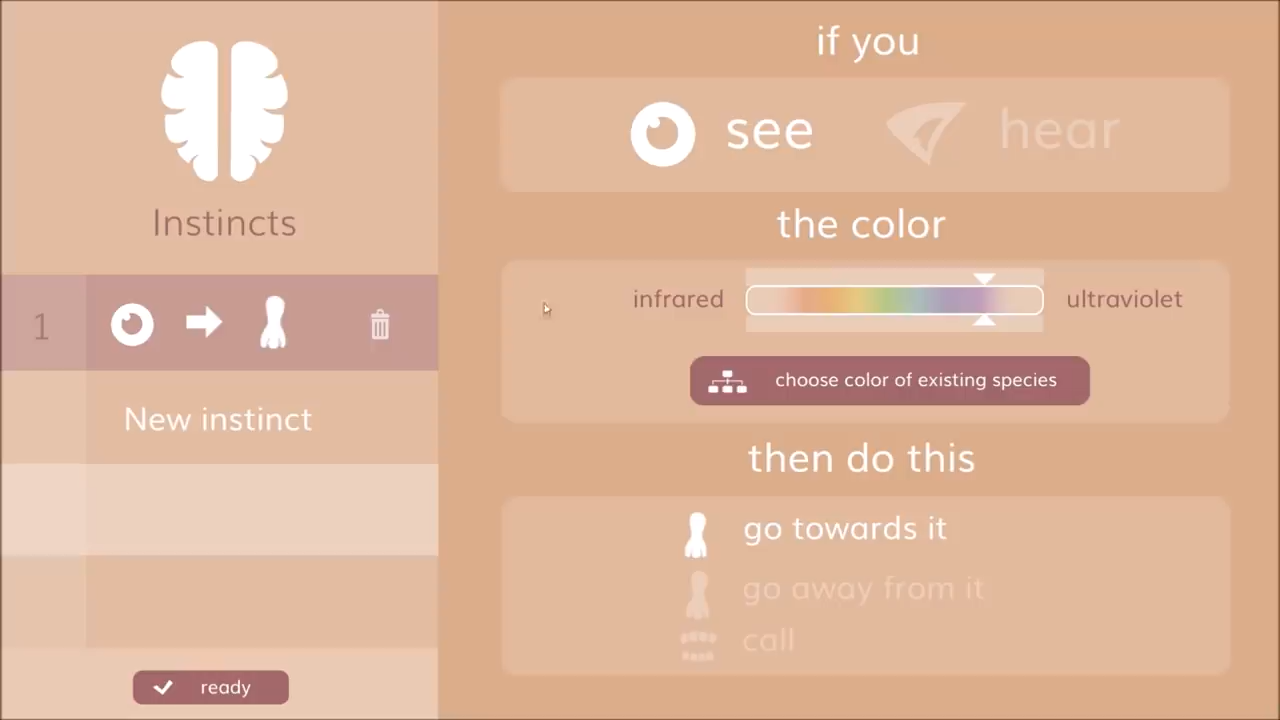 Instincts
1
New instinct
ready
if you
see hear
the color
infrared ultraviolet
choose color of existing species
then do this
go towards it
go away from it
call